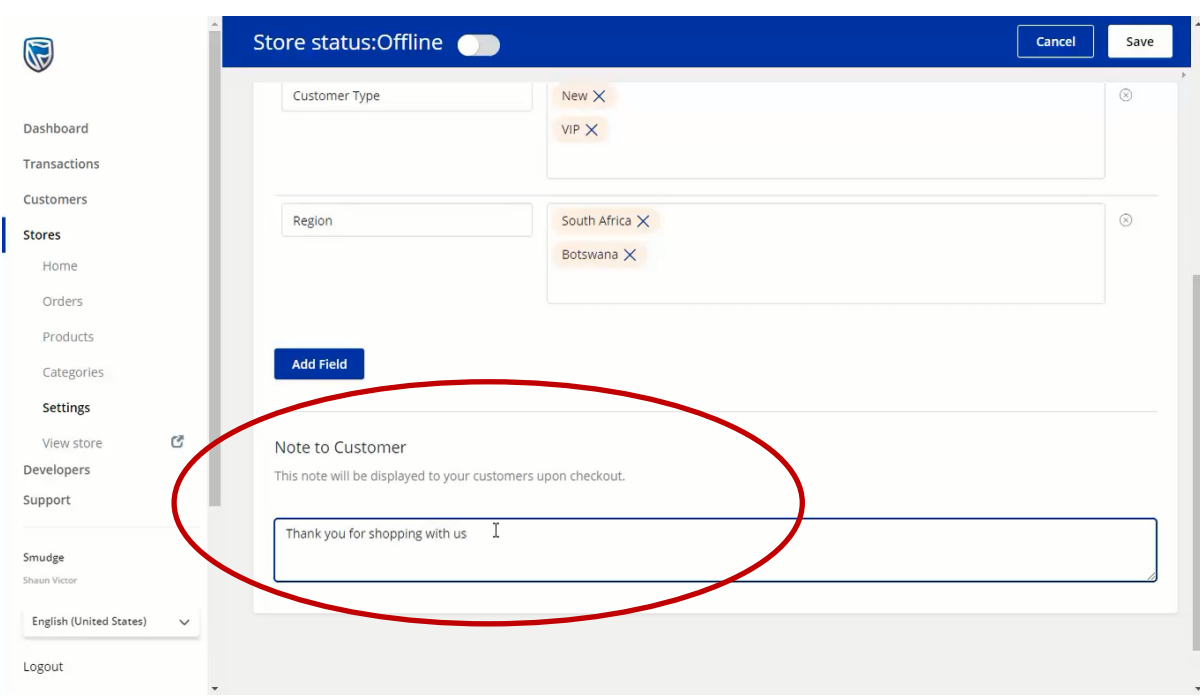 Store status:Offline
Cancel
Save
Dashboard
Transactions
Customers
Stores
Home
Orders
Products
Categories
Settings
View store
Developers
Support
Smudge
Shaun Victor
English (United States)
Logout
Customer Type
New
VIP
Region
South Africa
Botswana
Add Field
Note to Customer
This note will be displayed to your customers upon checkout.
Thank you for shopping with us